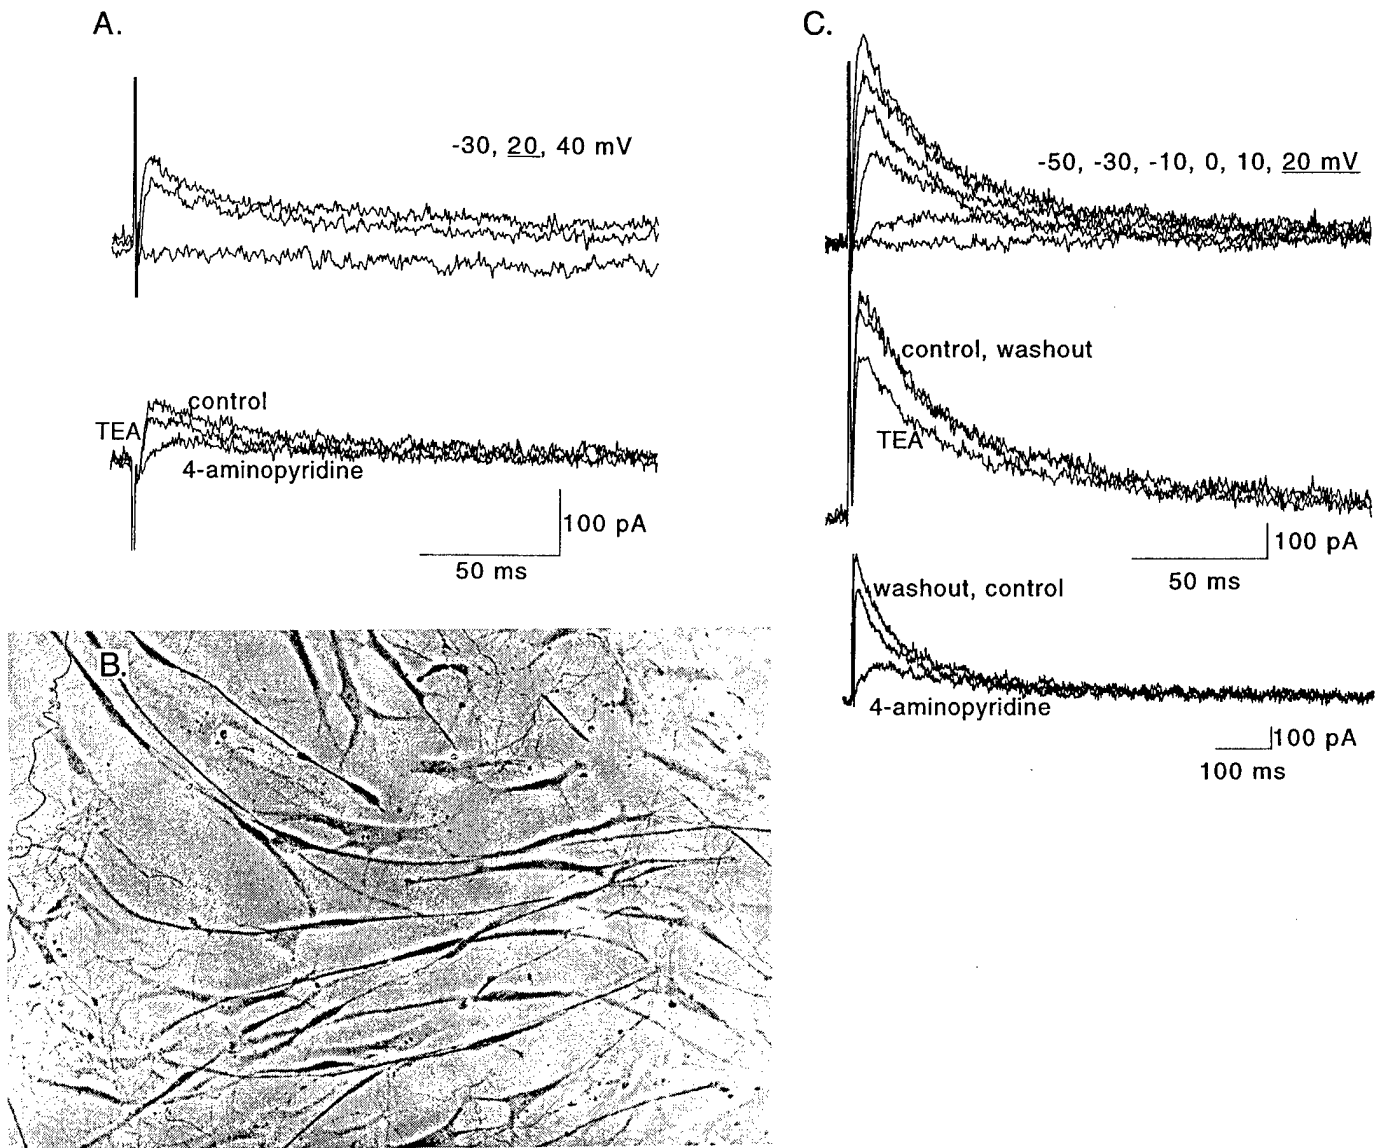 A.
-30, 20, 40 mV
control
TEA
4-aminopyridine
100 pA
50 ms
B.
C.
-50, -30, -10, 0, 10, 20 mV
control, washout
TEA
100 pA
50 ms
washout, control
4-aminopyridine
100 pA
100 ms